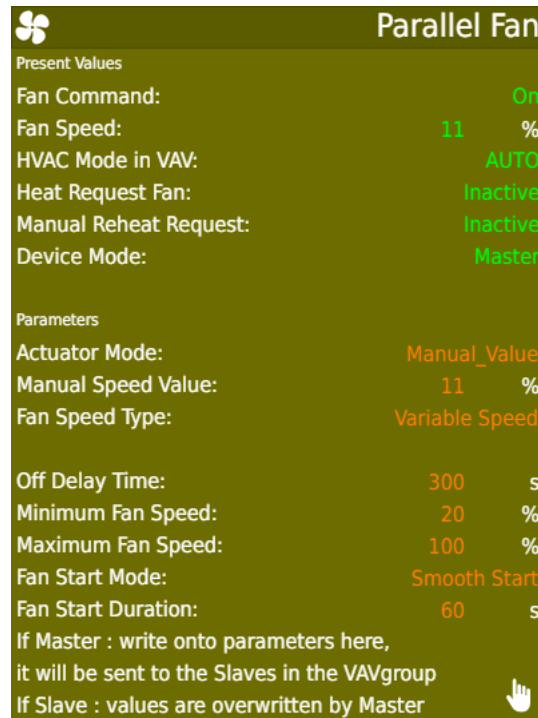 Parallel Fan
Present Values
Fan Command: On
Fan Speed: 11 %
HVAC Mode in VAV: AUTO
Heat Request Fan: Inactive
Manual Reheat Request: Inactive
Device Mode: Master
Parameters
Actuator Mode: Manual_Value
Manual Speed Value: 11 %
Fan Speed Type: Variable Speed
Off Delay Time: 300 s
Minimum Fan Speed: 20 %
Maximum Fan Speed: 100 %
Fan Start Mode: Smooth Start
Fan Start Duration: 60 s
If Master : write onto parameters here,
it will be sent to the Slaves in the VAVgroup
If Slave : values are overwritten by Master